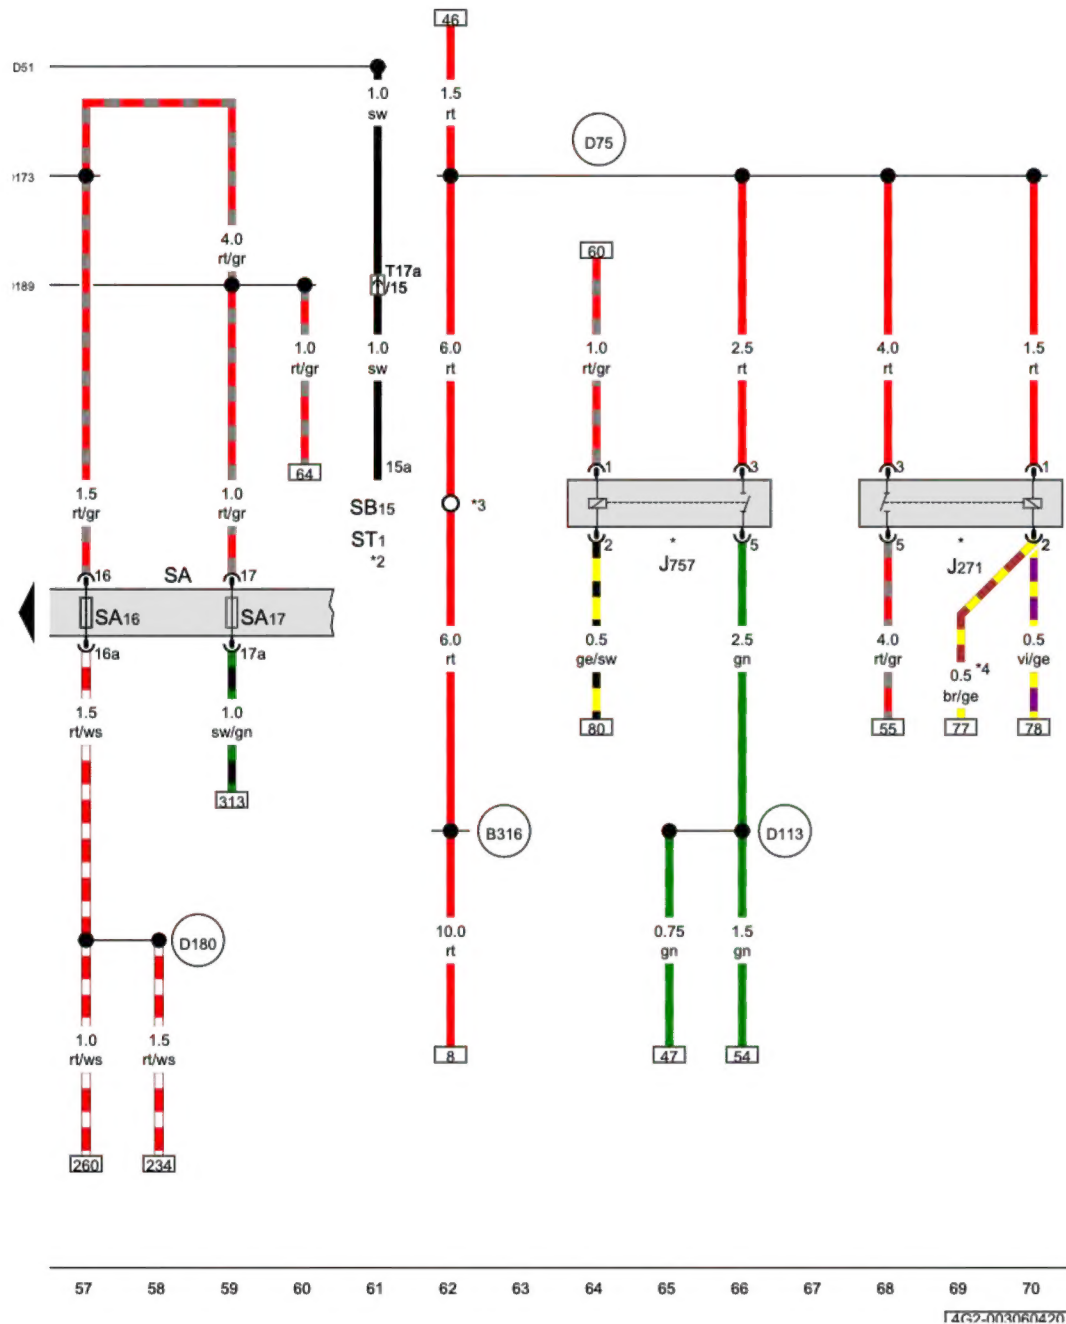 46
D51
1.0
sw
1.5
rt
D75
173
4.0
rt/gr
60
189
T17a
/15
1.0
rt/gr
1.0
sw
6.0
rt
1.0
rt/gr
2.5
rt
4.0
rt
1.5
rt
64
15a
1
3
3
1
1.5
rt/gr
1.0
rt/gr
SB15
ST1
*2
*3
2
*
J757
5
5
*
J271
2
16
SA
17
SA16
SA17
16a
17a
6.0
rt
0.5
ge/sw
2.5
gn
4.0
rt/gr
0.5 *4
br/ge
0.5
vi/ge
1.5
rt/ws
1.0
sw/gn
80
55
77
78
313
B316
D113
D180
10.0
rt
0.75
gn
1.5
gn
1.0
rt/ws
1.5
rt/ws
8
47
54
260
234
57 58 59 60 61 62 63 64 65 66 67 68 69 70
4G2-003060420